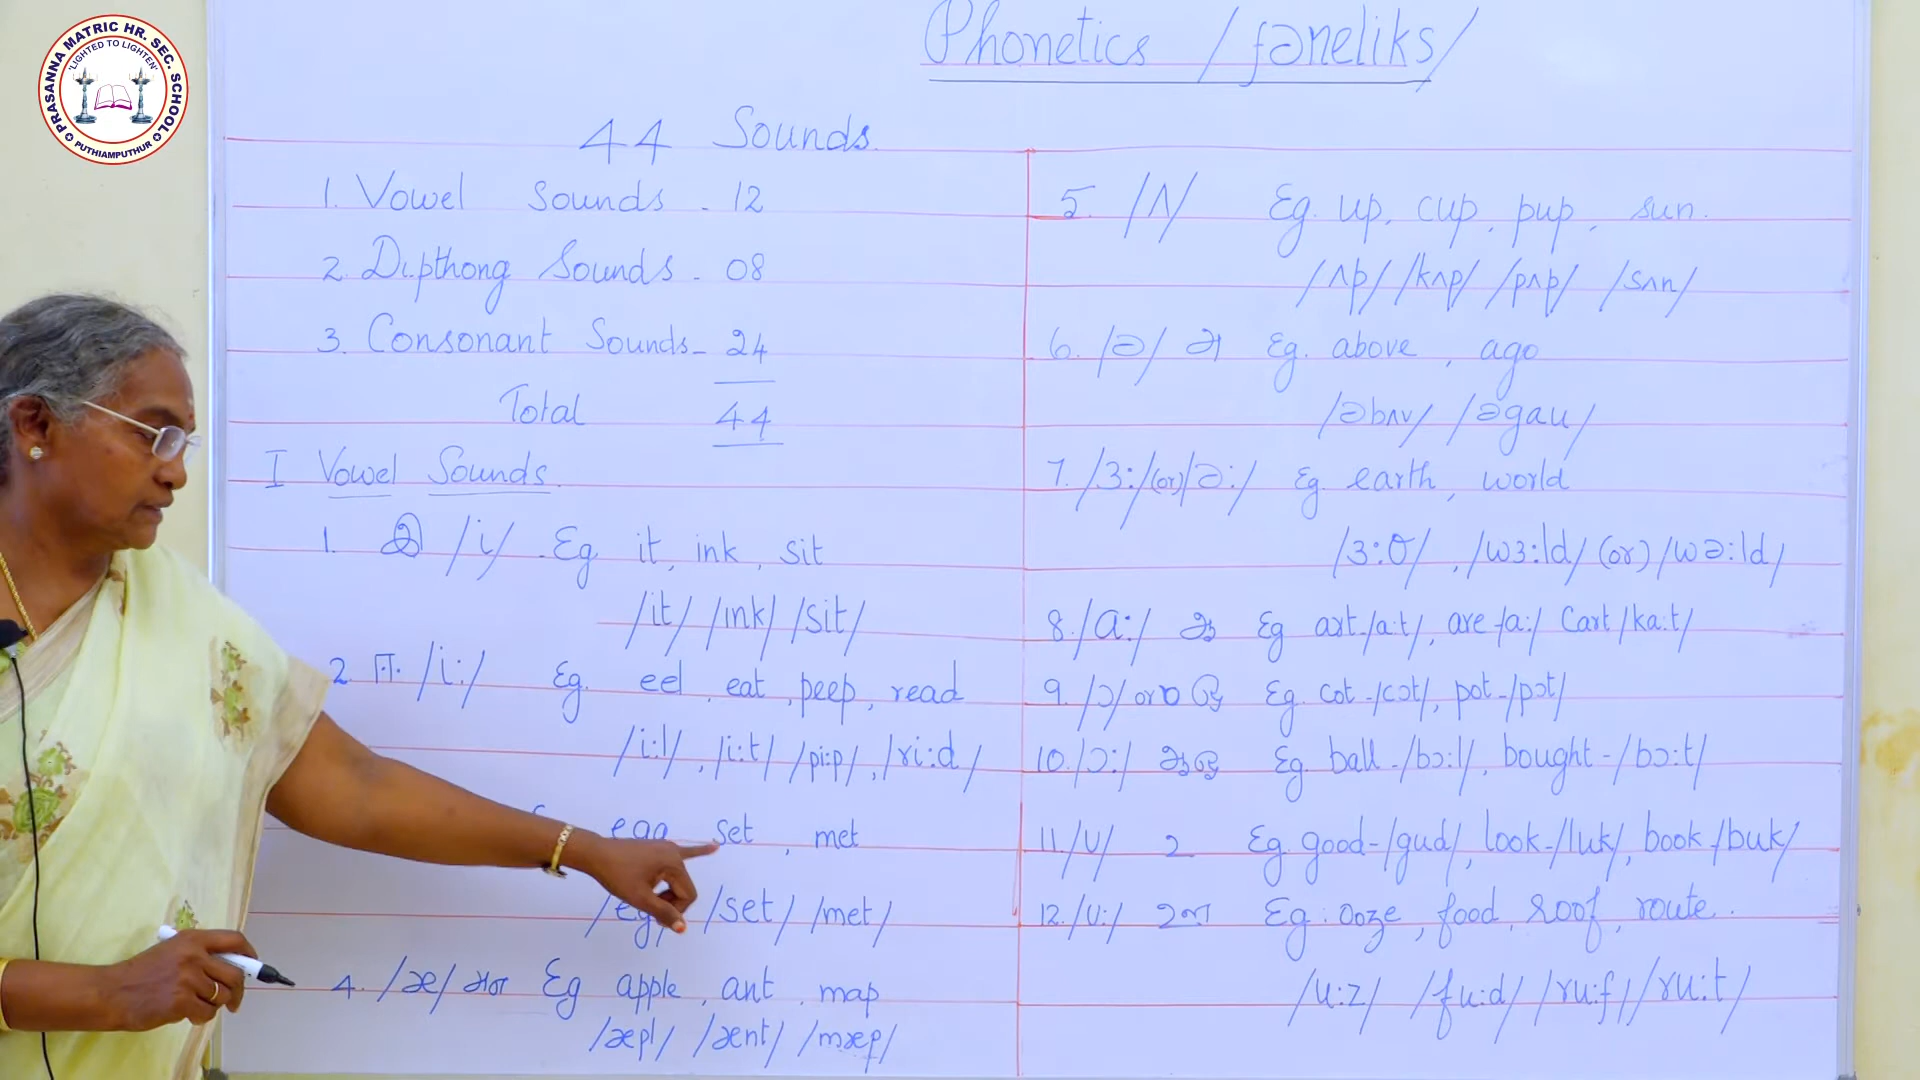 PRASANNA MATRIC HR. SEC. SCHOOL
"LIGHTED TO LIGHTEN"
PUTHIAMPUTHUR
Phonetics /fəneliks/
44 Sounds.
1. Vowel Sounds - 12
2. Dipthong Sounds - 08
3. Consonant Sounds - 24
Total 44
I Vowel Sounds.
1. இ /i/ Eg it, ink, sit
/it/ /ink/ /sit/
2. ஈ /i:/ Eg. eel, eat, peep, read
/i:l/, /i:t/ /pi:p/, /ri:d/
egg set, met
/set/ /met/
4. /æ/ Eg apple, ant, map
/æpl/ /ænt/ /mæp/
5. /ʌ/ Eg. up, cup, pup, sun.
/ʌp/ /kʌp/ /pʌp/ /sʌn/
6. /ə/ அ Eg. above, ago
/əbʌv/ /əgau/
7. /3:/ (or) /ə:/ Eg. earth, world
/3:θ/, /w3:ld/ (or) /wə:ld/
8. /a:/ ஆ Eg art-/a:t/, are-/a:/ Cart /ka:t/
9. /ɔ/ or ஒ Eg. cot-/cɔt/, pot-/pɔt/
10. /ɔ:/ ஆஒ Eg. ball-/bɔ:l/, bought-/bɔ:t/
11. /u/ உ Eg. good-/gud/, look-/luk/, book-/buk/
12. /u:/ ஊ Eg: ooze, food, roof, route.
/u:z/ /fu:d/ /ru:f/ /ru:t/